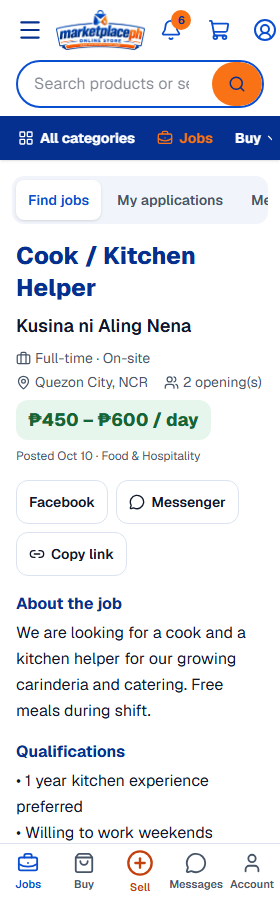 marketplaceph
ONLINE STORE
6
Search products or se
All categories
Jobs
Buy
Find jobs
My applications
Me
Cook / Kitchen
Helper
Kusina ni Aling Nena
Full-time · On-site
Quezon City, NCR
2 opening(s)
₱450 – ₱600 / day
Posted Oct 10 · Food & Hospitality
Facebook
Messenger
Copy link
About the job
We are looking for a cook and a
kitchen helper for our growing
carinderia and catering. Free
meals during shift.
Qualifications
• 1 year kitchen experience
preferred
• Willing to work weekends
Jobs
Buy
Sell
Messages
Account